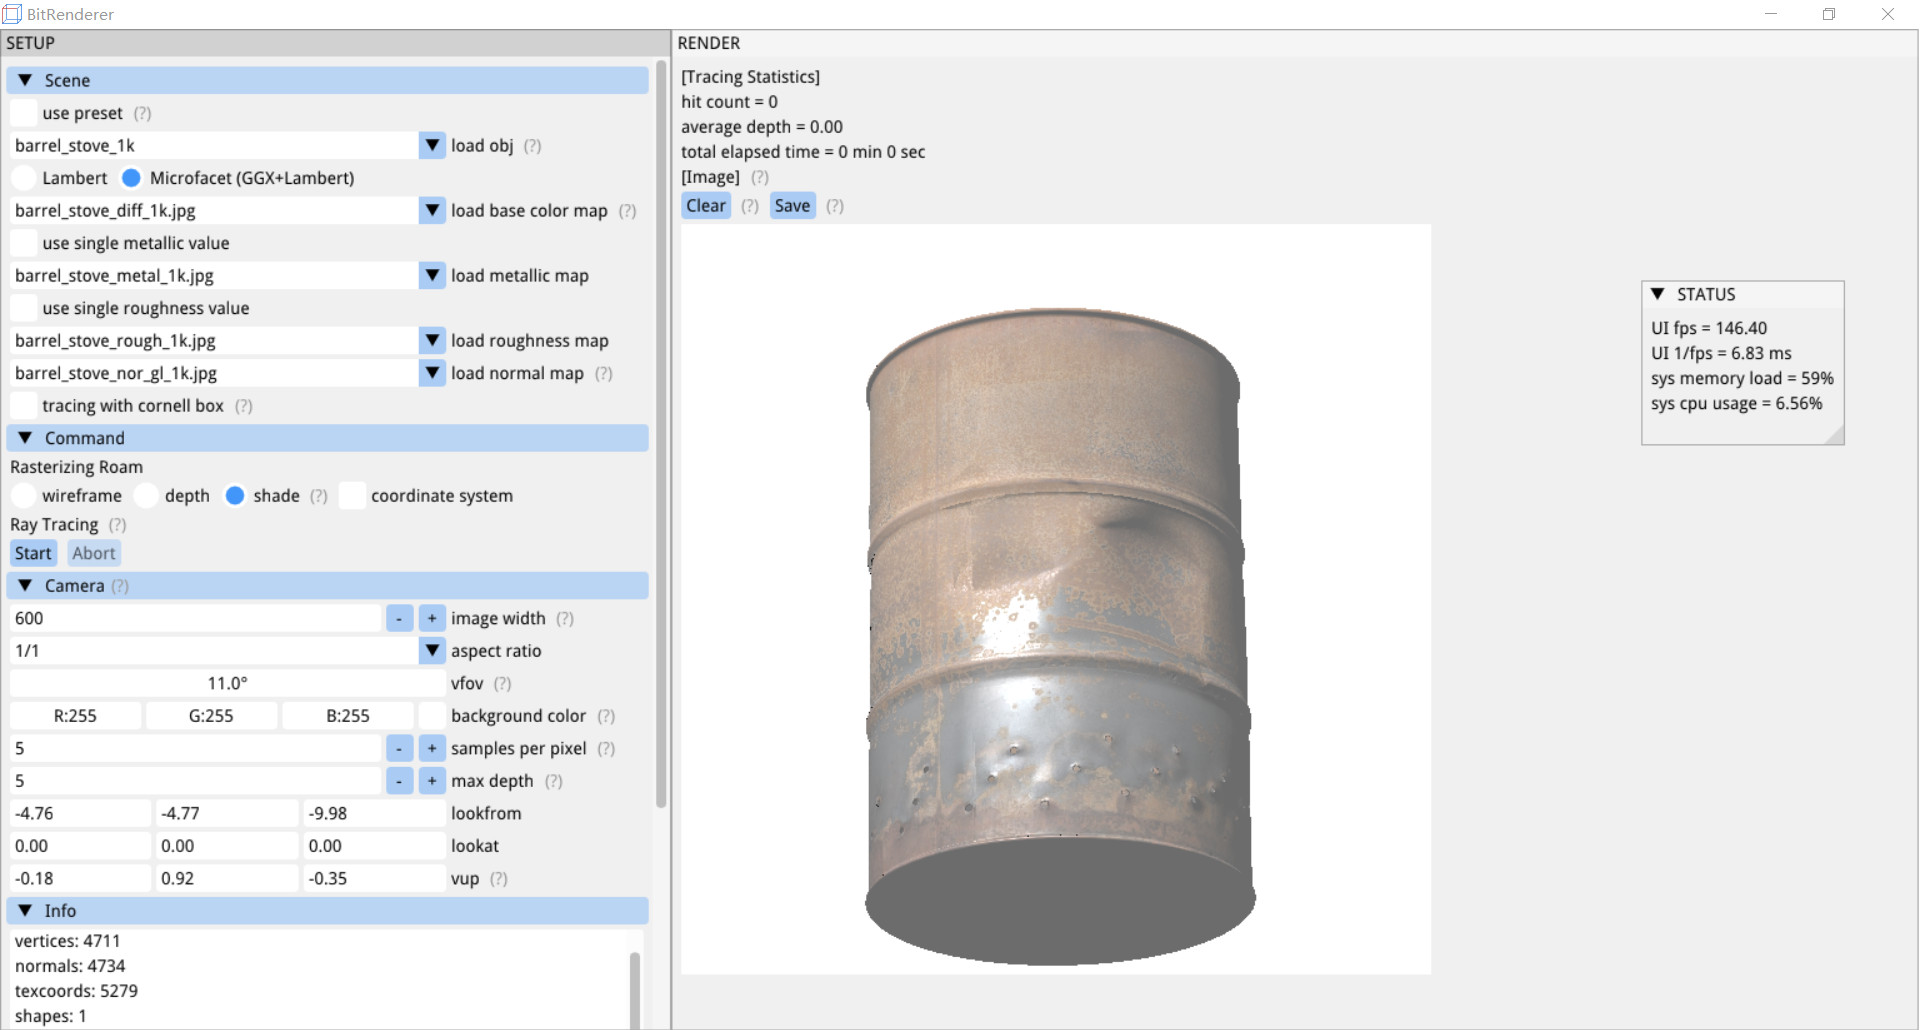 BitRenderer
SETUP
Scene
use preset (?)
barrel_stove_1k load obj (?)
Lambert Microfacet (GGX+Lambert)
barrel_stove_diff_1k.jpg load base color map (?)
use single metallic value
barrel_stove_metal_1k.jpg load metallic map
use single roughness value
barrel_stove_rough_1k.jpg load roughness map
barrel_stove_nor_gl_1k.jpg load normal map (?)
tracing with cornell box (?)
Command
Rasterizing Roam
wireframe depth shade (?) coordinate system
Ray Tracing (?)
Start Abort
Camera (?)
600 - + image width (?)
1/1 aspect ratio
11.0° vfov (?)
R:255 G:255 B:255 background color (?)
5 - + samples per pixel (?)
5 - + max depth (?)
-4.76 -4.77 -9.98 lookfrom
0.00 0.00 0.00 lookat
-0.18 0.92 -0.35 vup (?)
Info
vertices: 4711
normals: 4734
texcoords: 5279
shapes: 1
RENDER
[Tracing Statistics]
hit count = 0
average depth = 0.00
total elapsed time = 0 min 0 sec
[Image] (?)
Clear (?) Save (?)
STATUS
UI fps = 146.40
UI 1/fps = 6.83 ms
sys memory load = 59%
sys cpu usage = 6.56%